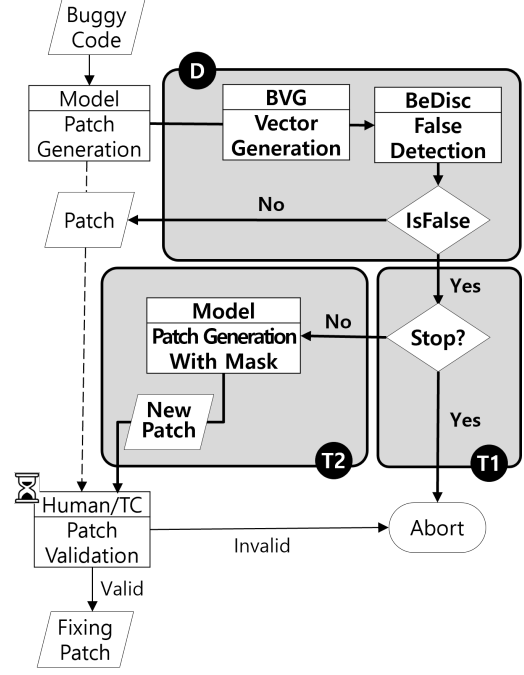 Buggy
Code
D
Model
Patch
Generation
BVG
Vector
Generation
BeDisc
False
Detection
No
Patch
IsFalse
Yes
Model
Patch Generation
With Mask
No
Stop?
New
Patch
Yes
T2
T1
Human/TC
Patch
Validation
Invalid
Abort
Valid
Fixing
Patch